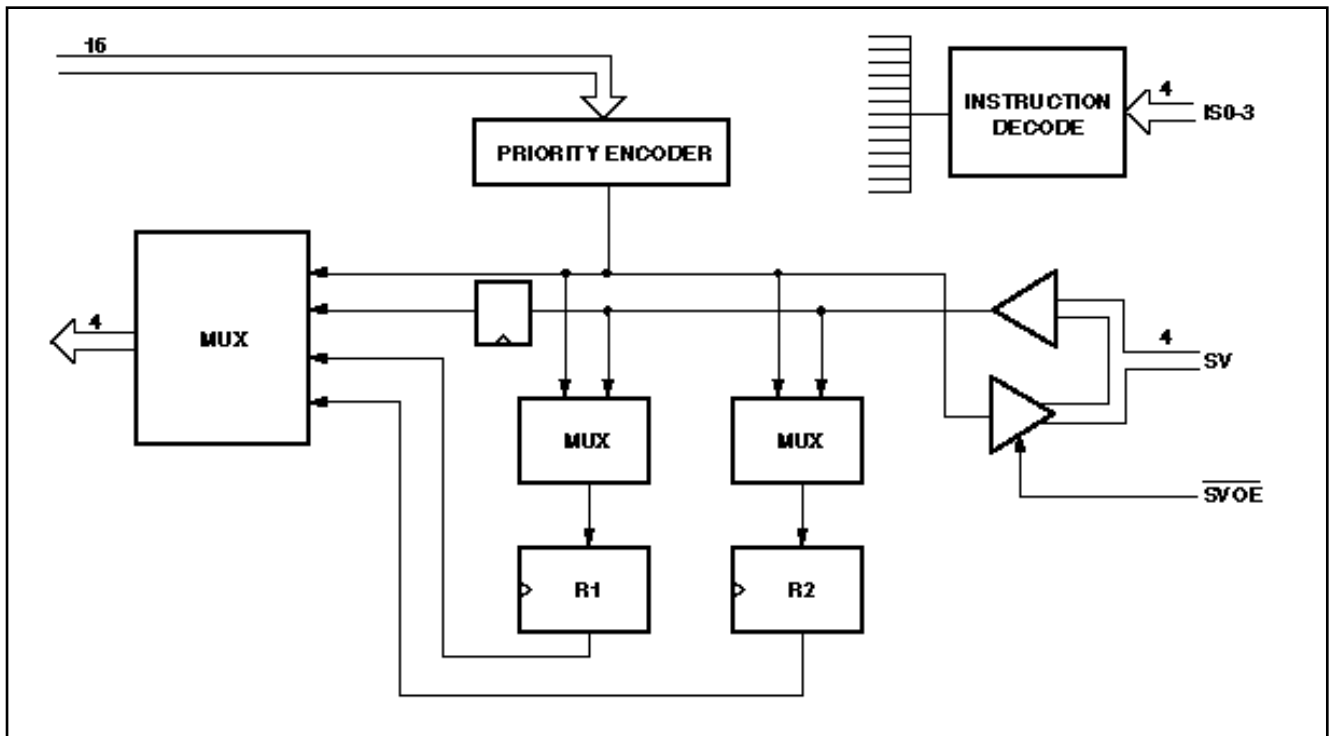 16
4
IS0-3
INSTRUCTION
DECODE
PRIORITY ENCODER
4
MUX
4
SV
MUX
MUX
SVOE
R1
R2